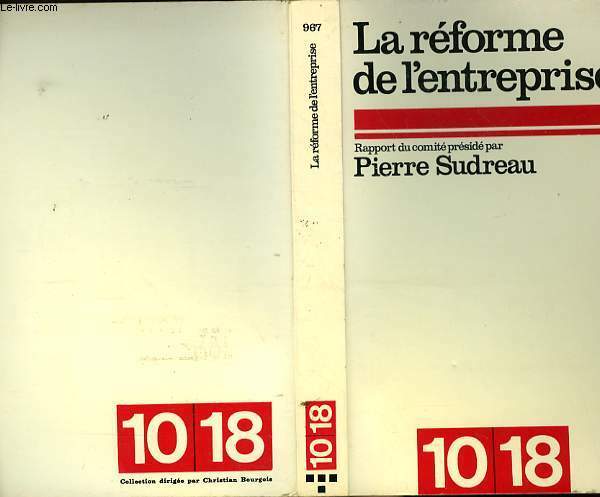 Le-livre.com
10 18
Collection dirigée par Christian Bourgois
967
La réforme de l'entreprise
10 18
La réforme
de l'entreprise
Rapport du comité présidé par
Pierre Sudreau
10 18